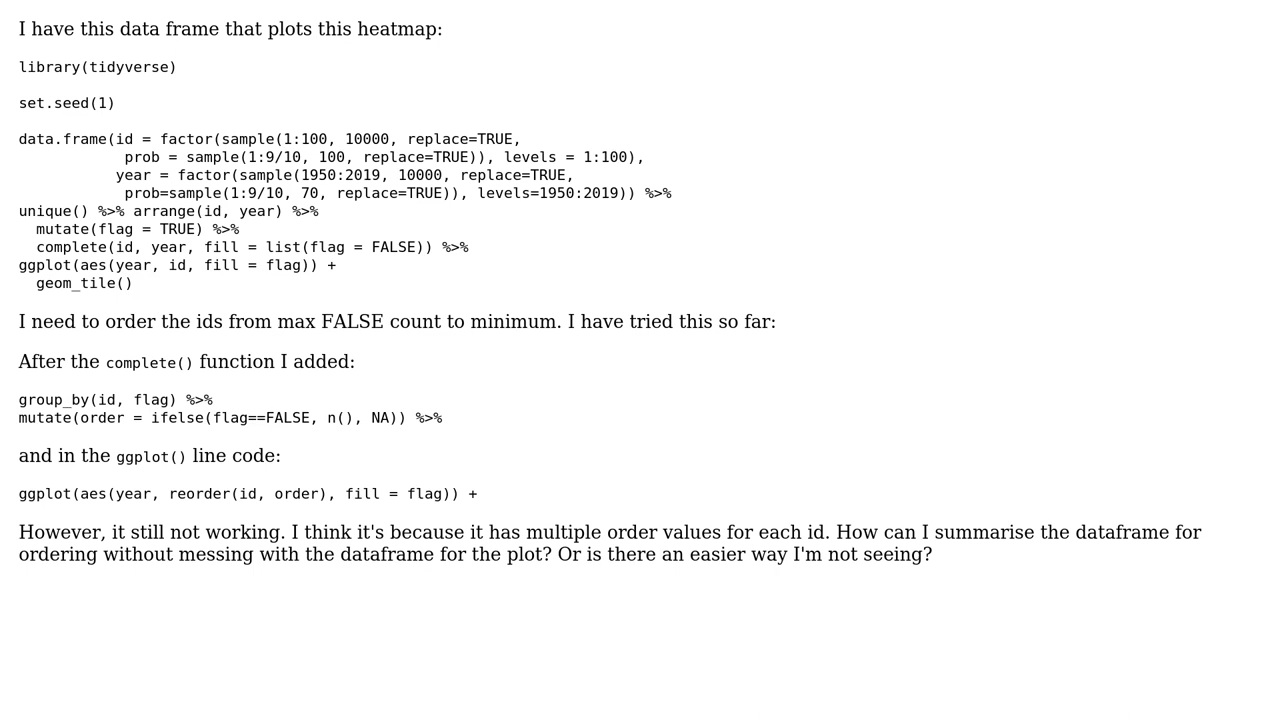 I have this data frame that plots this heatmap:
library(tidyverse)
set.seed(1)
data.frame(id = factor(sample(1:100, 10000, replace=TRUE,
            prob = sample(1:9/10, 100, replace=TRUE)), levels = 1:100),
           year = factor(sample(1950:2019, 10000, replace=TRUE,
            prob=sample(1:9/10, 70, replace=TRUE)), levels=1950:2019)) %>%
unique() %>% arrange(id, year) %>%
  mutate(flag = TRUE) %>%
  complete(id, year, fill = list(flag = FALSE)) %>%
ggplot(aes(year, id, fill = flag)) +
  geom_tile()
I need to order the ids from max FALSE count to minimum. I have tried this so far:
After the complete() function I added:
group_by(id, flag) %>%
mutate(order = ifelse(flag==FALSE, n(), NA)) %>%
and in the ggplot() line code:
ggplot(aes(year, reorder(id, order), fill = flag)) +
However, it still not working. I think it's because it has multiple order values for each id. How can I summarise the dataframe for
ordering without messing with the dataframe for the plot? Or is there an easier way I'm not seeing?